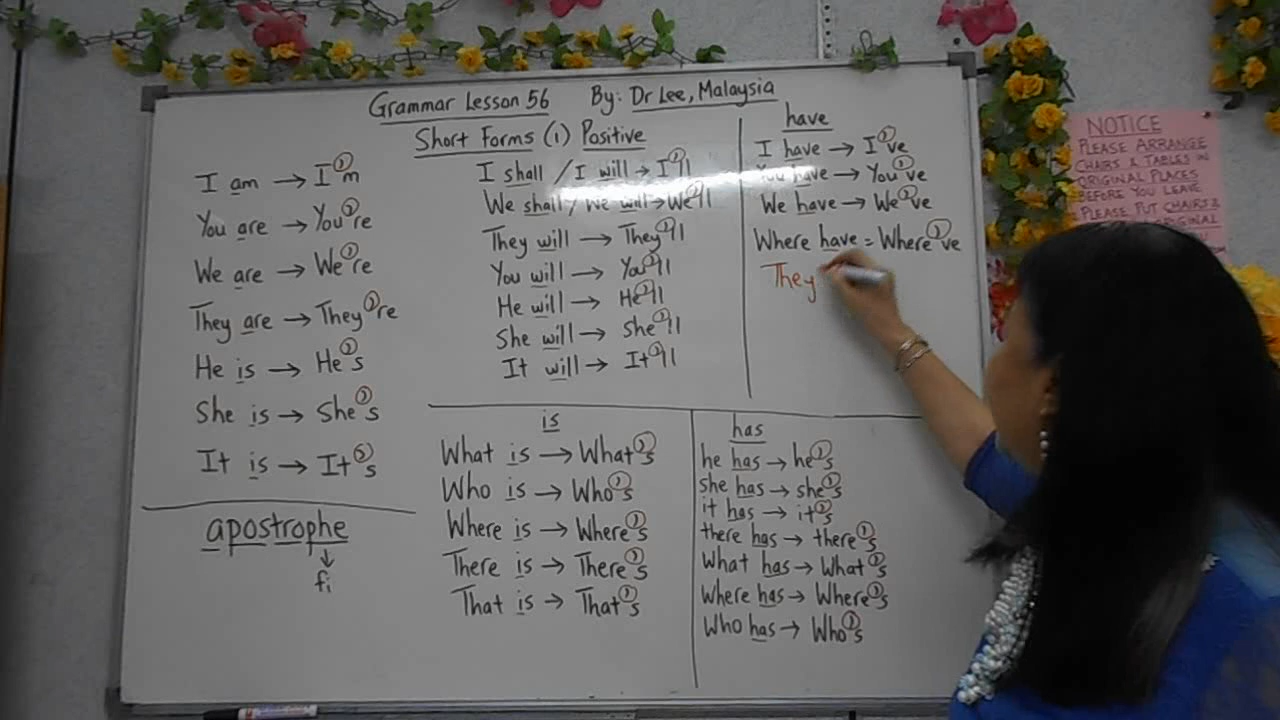 Grammar Lesson 56 By: Dr Lee, Malaysia
Short Forms (1) Positive
I am → I'm
You are → You're
We are → We're
They are → They're
He is → He's
She is → She's
It is → It's
apostrophe
↓
fi
I shall / I will → I'll
We shall / We will → We'll
They will → They'll
You will → You'll
He will → He'll
She will → She'll
It will → It'll
is
What is → What's
Who is → Who's
Where is → Where's
There is → There's
That is → That's
have
I have → I've
You have → You've
We have → We've
Where have = Where've
They
has
he has → he's
she has → she's
it has → it's
there has → there's
What has → What's
Where has → Where's
Who has → Who's
NOTICE
PLEASE ARRANGE
CHAIRS & TABLES IN
ORIGINAL PLACES
BEFORE YOU LEAVE
PLEASE PUT CHAIRS &
ORIGINAL